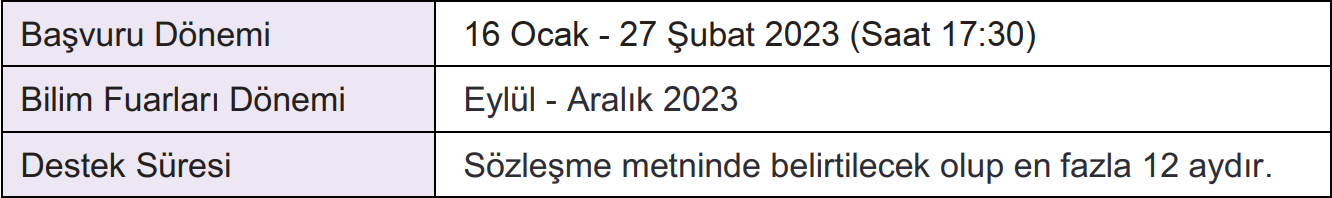 Başvuru Dönemi 16 Ocak - 27 Şubat 2023 (Saat 17:30)
Bilim Fuarları Dönemi Eylül - Aralık 2023
Destek Süresi Sözleşme metninde belirtilecek olup en fazla 12 aydır.